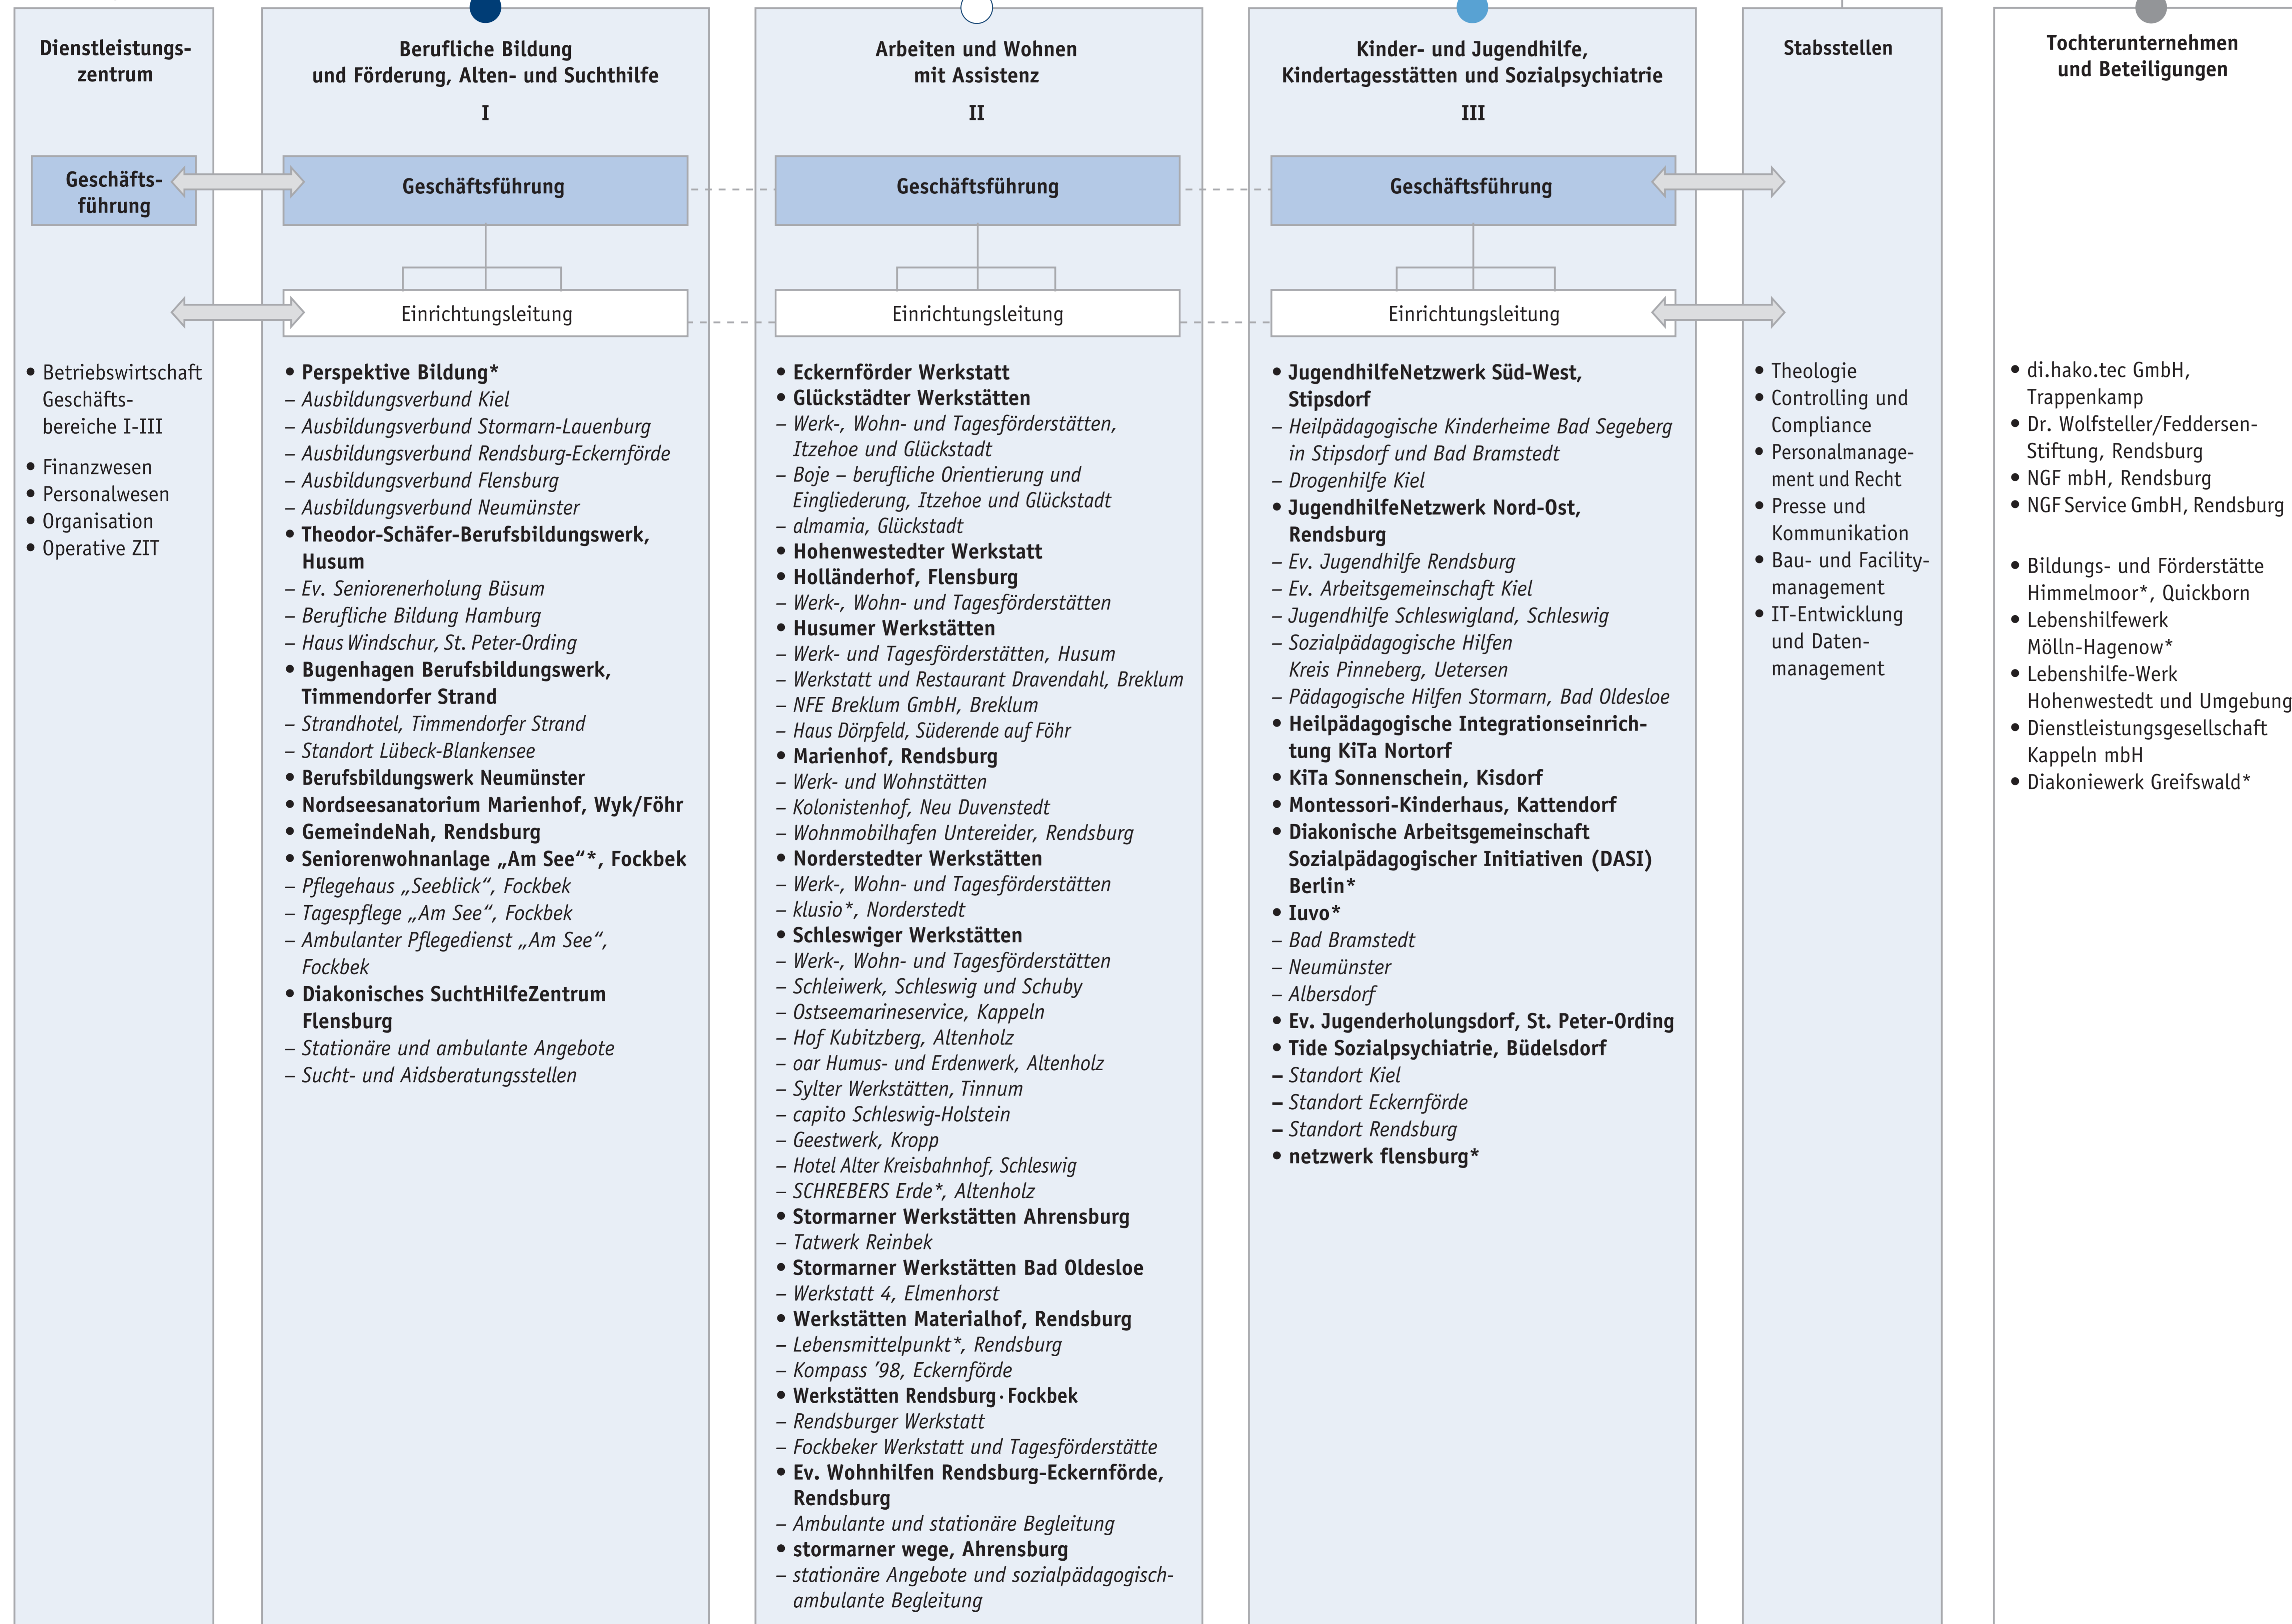 Dienstleistungs-
zentrum
Geschäfts-
führung
• Betriebswirtschaft
Geschäfts-
bereiche I-III
• Finanzwesen
• Personalwesen
• Organisation
• Operative ZIT
Berufliche Bildung
und Förderung, Alten- und Suchthilfe
I
Geschäftsführung
Einrichtungsleitung
• Perspektive Bildung*
– Ausbildungsverbund Kiel
– Ausbildungsverbund Stormarn-Lauenburg
– Ausbildungsverbund Rendsburg-Eckernförde
– Ausbildungsverbund Flensburg
– Ausbildungsverbund Neumünster
• Theodor-Schäfer-Berufsbildungswerk,
Husum
– Ev. Seniorenerholung Büsum
– Berufliche Bildung Hamburg
– Haus Windschur, St. Peter-Ording
• Bugenhagen Berufsbildungswerk,
Timmendorfer Strand
– Strandhotel, Timmendorfer Strand
– Standort Lübeck-Blankensee
• Berufsbildungswerk Neumünster
• Nordseesanatorium Marienhof, Wyk/Föhr
• GemeindeNah, Rendsburg
• Seniorenwohnanlage „Am See“*, Fockbek
– Pflegehaus „Seeblick“, Fockbek
– Tagespflege „Am See“, Fockbek
– Ambulanter Pflegedienst „Am See“,
Fockbek
• Diakonisches SuchtHilfeZentrum
Flensburg
– Stationäre und ambulante Angebote
– Sucht- und Aidsberatungsstellen
Arbeiten und Wohnen
mit Assistenz
II
Geschäftsführung
Einrichtungsleitung
• Eckernförder Werkstatt
• Glückstädter Werkstätten
– Werk-, Wohn- und Tagesförderstätten,
Itzehoe und Glückstadt
– Boje – berufliche Orientierung und
Eingliederung, Itzehoe und Glückstadt
– almamia, Glückstadt
• Hohenwestedter Werkstatt
• Holländerhof, Flensburg
– Werk-, Wohn- und Tagesförderstätten
• Husumer Werkstätten
– Werk- und Tagesförderstätten, Husum
– Werkstatt und Restaurant Dravendahl, Breklum
– NFE Breklum GmbH, Breklum
– Haus Dörpfeld, Süderende auf Föhr
• Marienhof, Rendsburg
– Werk- und Wohnstätten
– Kolonistenhof, Neu Duvenstedt
– Wohnmobilhafen Untereider, Rendsburg
• Norderstedter Werkstätten
– Werk-, Wohn- und Tagesförderstätten
– klusio*, Norderstedt
• Schleswiger Werkstätten
– Werk-, Wohn- und Tagesförderstätten
– Schleiwerk, Schleswig und Schuby
– Ostseemarineservice, Kappeln
– Hof Kubitzberg, Altenholz
– oar Humus- und Erdenwerk, Altenholz
– Sylter Werkstätten, Tinnum
– capito Schleswig-Holstein
– Geestwerk, Kropp
– Hotel Alter Kreisbahnhof, Schleswig
– SCHREBERS Erde*, Altenholz
• Stormarner Werkstätten Ahrensburg
– Tatwerk Reinbek
• Stormarner Werkstätten Bad Oldesloe
– Werkstatt 4, Elmenhorst
• Werkstätten Materialhof, Rendsburg
– Lebensmittelpunkt*, Rendsburg
– Kompass ’98, Eckernförde
• Werkstätten Rendsburg · Fockbek
– Rendsburger Werkstatt
– Fockbeker Werkstatt und Tagesförderstätte
• Ev. Wohnhilfen Rendsburg-Eckernförde,
Rendsburg
– Ambulante und stationäre Begleitung
• stormarner wege, Ahrensburg
– stationäre Angebote und sozialpädagogisch-
ambulante Begleitung
Kinder- und Jugendhilfe,
Kindertagesstätten und Sozialpsychiatrie
III
Geschäftsführung
Einrichtungsleitung
• JugendhilfeNetzwerk Süd-West,
Stipsdorf
– Heilpädagogische Kinderheime Bad Segeberg
in Stipsdorf und Bad Bramstedt
– Drogenhilfe Kiel
• JugendhilfeNetzwerk Nord-Ost,
Rendsburg
– Ev. Jugendhilfe Rendsburg
– Ev. Arbeitsgemeinschaft Kiel
– Jugendhilfe Schleswigland, Schleswig
– Sozialpädagogische Hilfen
Kreis Pinneberg, Uetersen
– Pädagogische Hilfen Stormarn, Bad Oldesloe
• Heilpädagogische Integrationseinrich-
tung KiTa Nortorf
• KiTa Sonnenschein, Kisdorf
• Montessori-Kinderhaus, Kattendorf
• Diakonische Arbeitsgemeinschaft
Sozialpädagogischer Initiativen (DASI)
Berlin*
• Iuvo*
– Bad Bramstedt
– Neumünster
– Albersdorf
• Ev. Jugenderholungsdorf, St. Peter-Ording
• Tide Sozialpsychiatrie, Büdelsdorf
– Standort Kiel
– Standort Eckernförde
– Standort Rendsburg
• netzwerk flensburg*
Stabsstellen
• Theologie
• Controlling und
Compliance
• Personalmanage-
ment und Recht
• Presse und
Kommunikation
• Bau- und Facility-
management
• IT-Entwicklung
und Daten-
management
Tochterunternehmen
und Beteiligungen
• di.hako.tec GmbH,
Trappenkamp
• Dr. Wolfsteller/Feddersen-
Stiftung, Rendsburg
• NGF mbH, Rendsburg
• NGF Service GmbH, Rendsburg
• Bildungs- und Förderstätte
Himmelmoor*, Quickborn
• Lebenshilfewerk
Mölln-Hagenow*
• Lebenshilfe-Werk
Hohenwestedt und Umgebung
• Dienstleistungsgesellschaft
Kappeln mbH
• Diakoniewerk Greifswald*